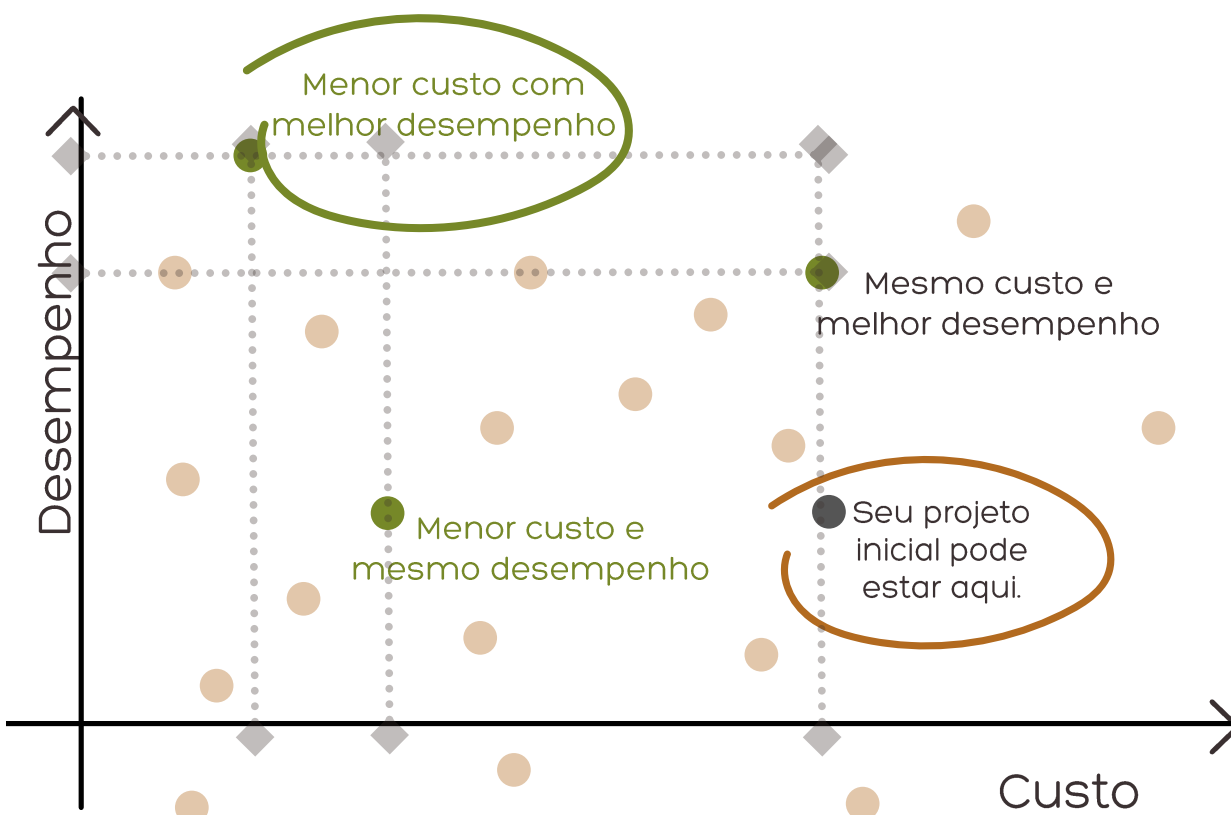 Menor custo com
melhor desempenho
Desempenho
Mesmo custo e
melhor desempenho
Seu projeto
inicial pode
estar aqui.
Menor custo e
mesmo desempenho
Custo